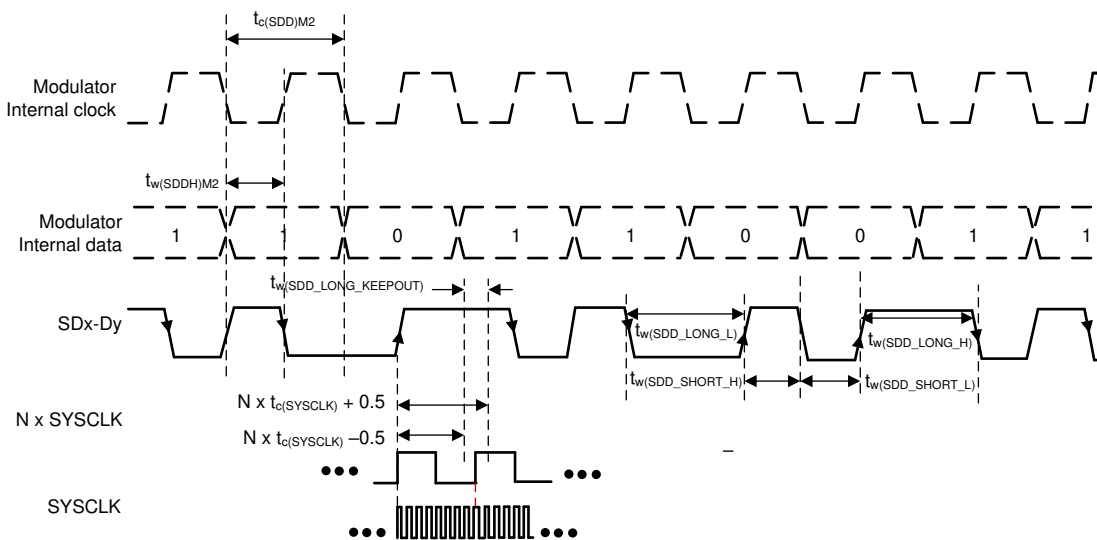 tc(SDD)M2
Modulator
Internal clock
tw(SDDH)M2
Modulator
Internal data
1 1 0 1 1 0 0 1 1
tw(SDD_LONG_KEEPOUT)
SDx-Dy
tw(SDD_LONG_L)
tw(SDD_LONG_H)
tw(SDD_SHORT_H)
tw(SDD_SHORT_L)
N x tc(SYSCLK) + 0.5
N x SYSCLK
N x tc(SYSCLK) –0.5
–
SYSCLK